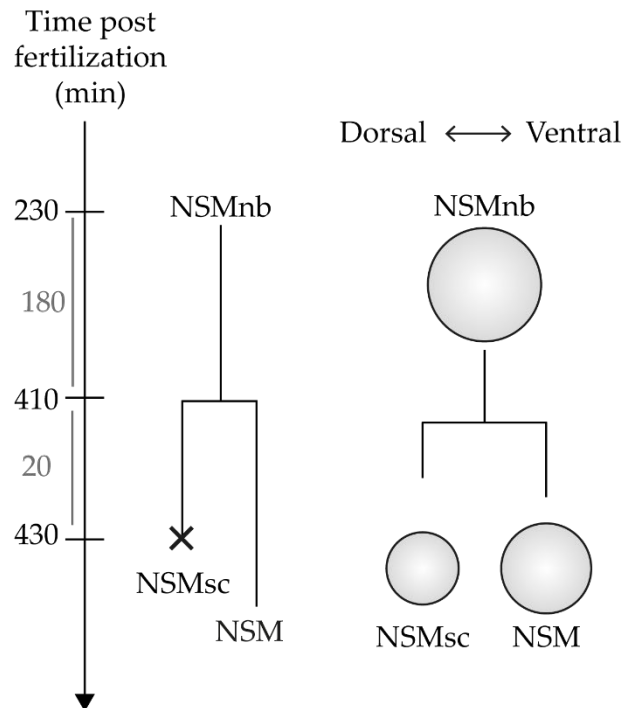 Time post
fertilization
(min)
Dorsal ⟷ Ventral
230
NSMnb
NSMnb
180
410
20
430
NSMsc
NSM
NSMsc
NSM